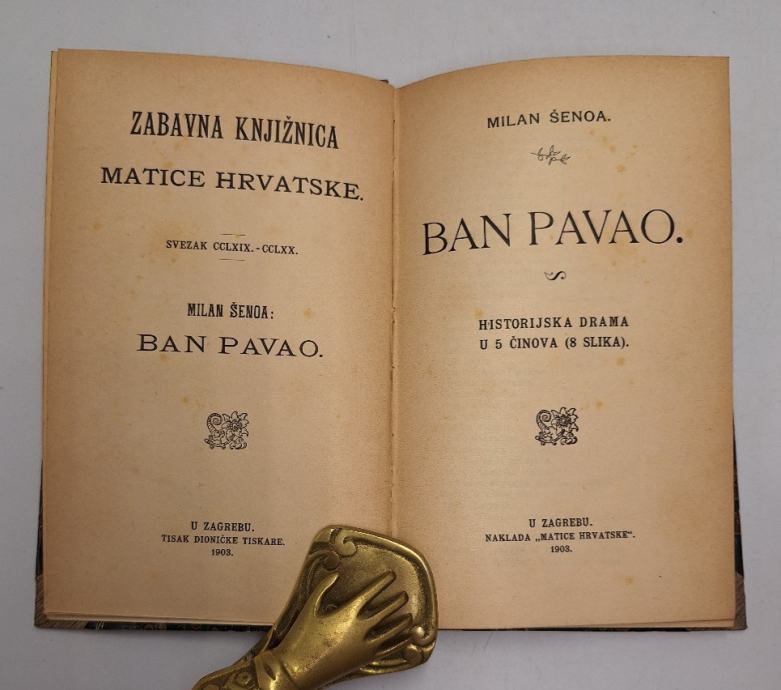 ZABAVNA KNJIŽNICA
MATICE HRVATSKE.
SVEZAK CCLXIX.-CCLXX.
MILAN ŠENOA:
BAN PAVAO.
U ZAGREBU.
TISAK DIONIČKE TISKARE.
1903.
MILAN ŠENOA.
BAN PAVAO.
HISTORIJSKA DRAMA
U 5 ČINOVA (8 SLIKA).
U ZAGREBU.
NAKLADA „MATICE HRVATSKE“.
1903.